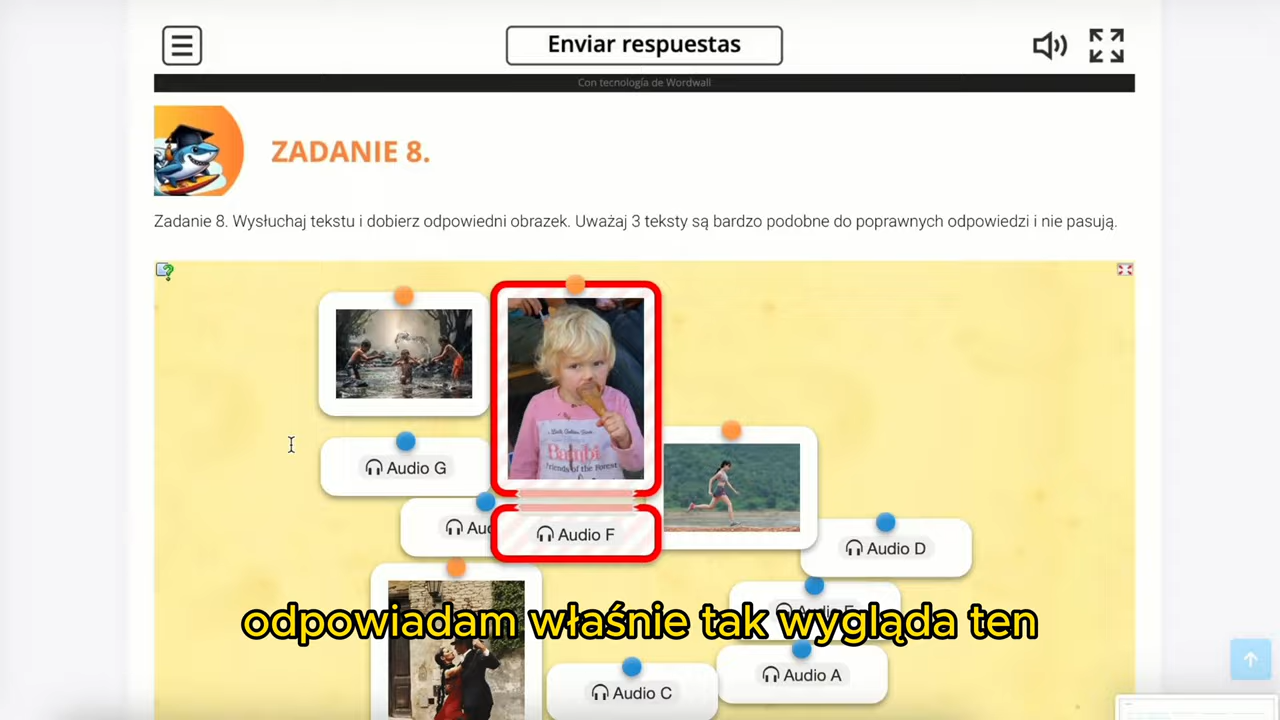 Enviar respuestas
Con tecnología de Wordwall
ZADANIE 8.
Zadanie 8. Wysłuchaj tekstu i dobierz odpowiedni obrazek. Uważaj 3 teksty są bardzo podobne do poprawnych odpowiedzi i nie pasują.
Bambi
Friends of the Forest
Audio G
Au
Audio F
Audio D
Audio E
odpowiadam właśnie tak wygląda ten
Audio A
Audio C